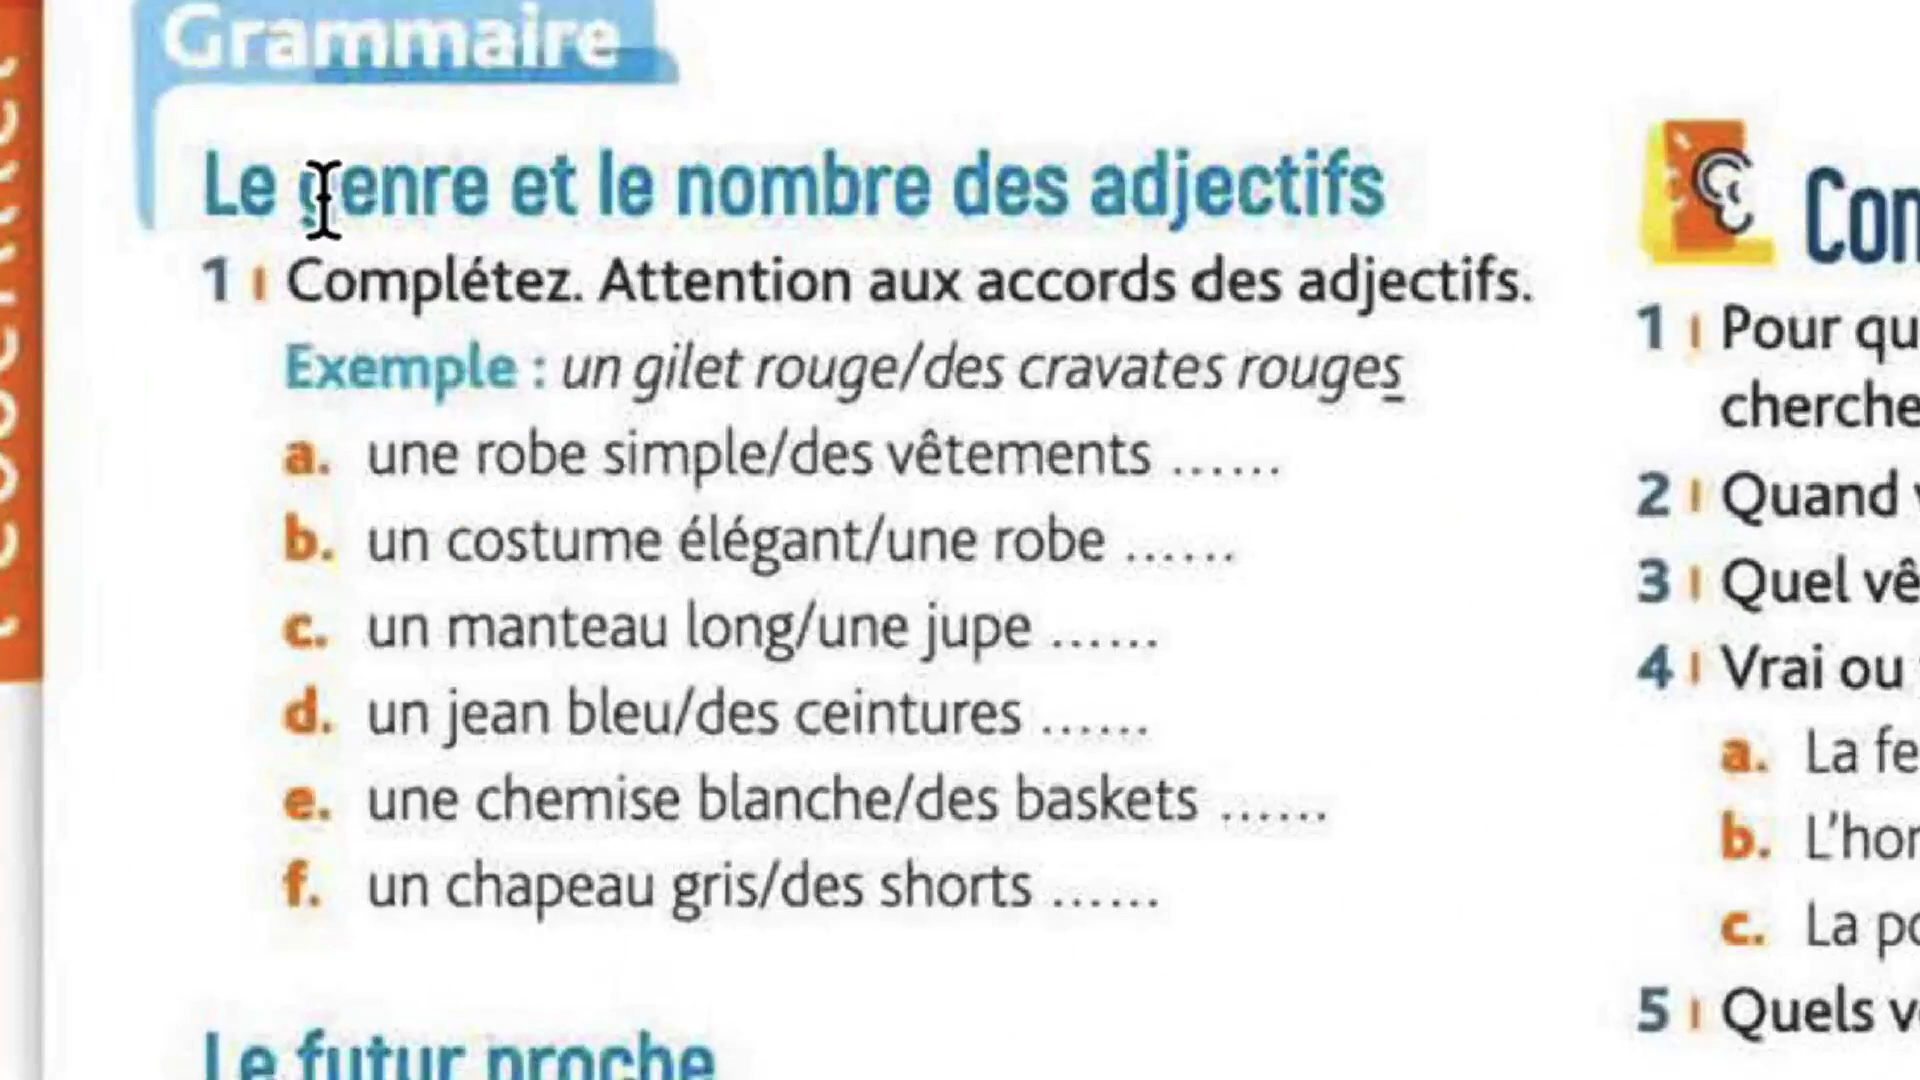 Grammaire
Le genre et le nombre des adjectifs
1 | Complétez. Attention aux accords des adjectifs.
Exemple : un gilet rouge/des cravates rouges
a. une robe simple/des vêtements ......
b. un costume élégant/une robe ......
c. un manteau long/une jupe ......
d. un jean bleu/des ceintures ......
e. une chemise blanche/des baskets ......
f. un chapeau gris/des shorts ......
Le futur proche
Con
1 | Pour qu
cherche
2 | Quand v
3 | Quel vê
4 | Vrai ou
a. La fe
b. L'hor
c. La po
5 | Quels v